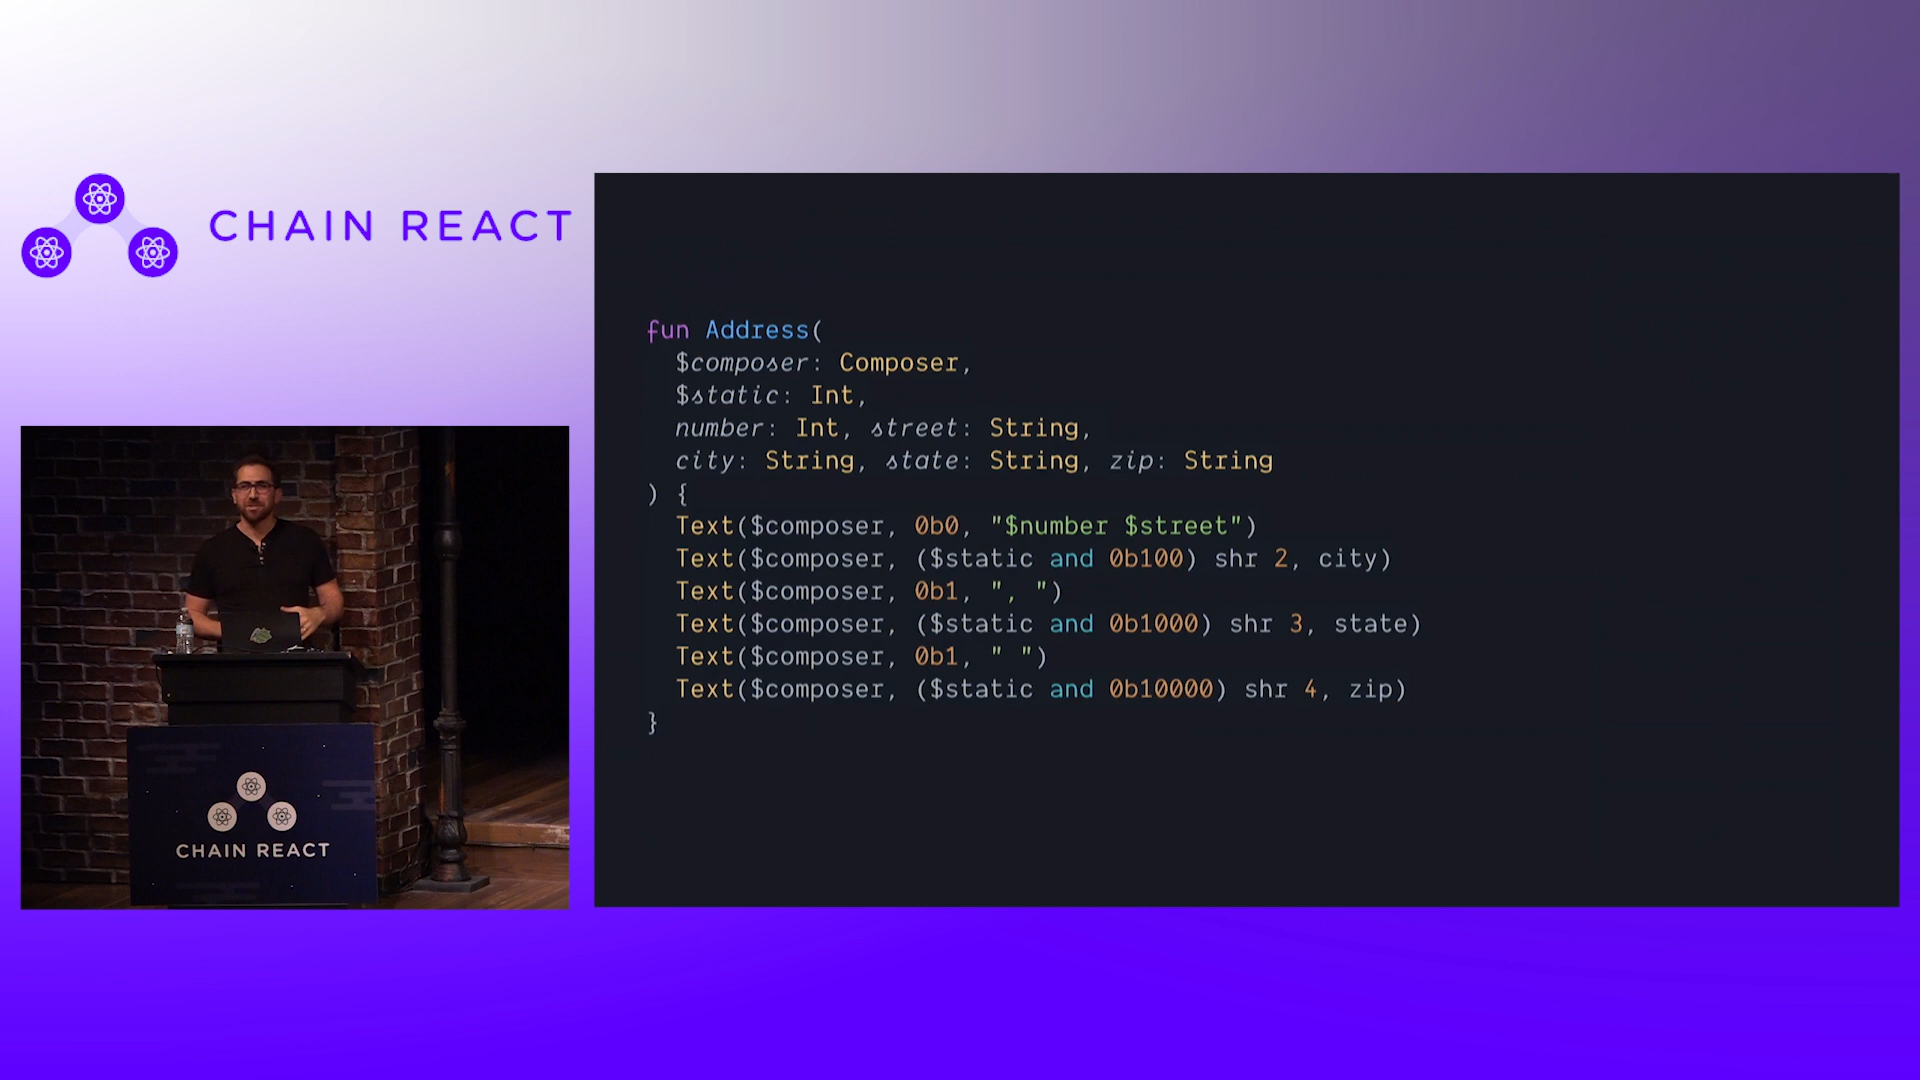 CHAIN REACT
fun Address(
$composer: Composer,
$static: Int,
number: Int, street: String,
city: String, state: String, zip: String
) {
Text($composer, 0b0, "$number $street")
Text($composer, ($static and 0b100) shr 2, city)
Text($composer, 0b1, ", ")
Text($composer, ($static and 0b1000) shr 3, state)
Text($composer, 0b1, " ")
Text($composer, ($static and 0b10000) shr 4, zip)
}
CHAIN REACT